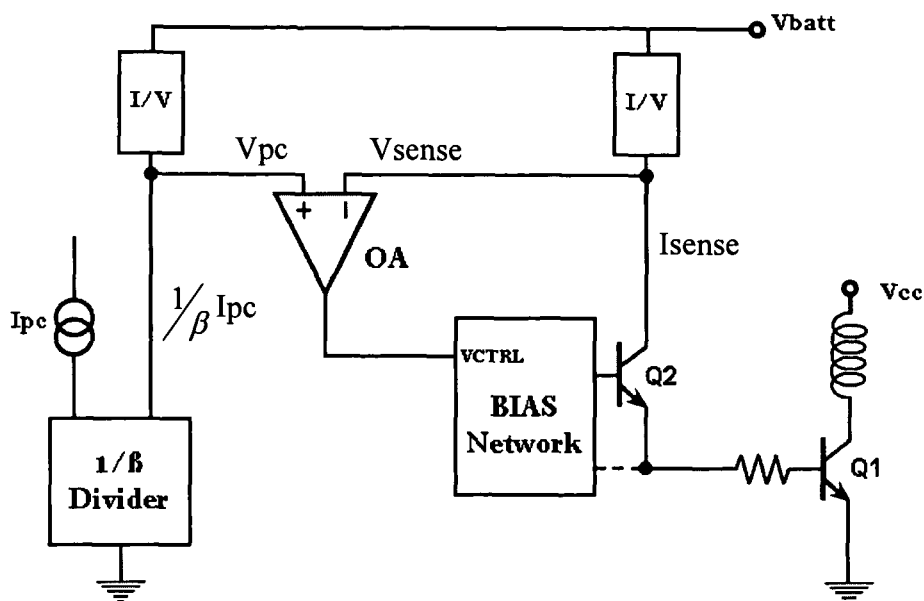 Vbatt
I/V
I/V
Vpc
Vsense
+
−
OA
Isense
Ipc
1/β Ipc
Vcc
VCTRL
BIAS
Network
Q2
Q1
1/ß
Divider